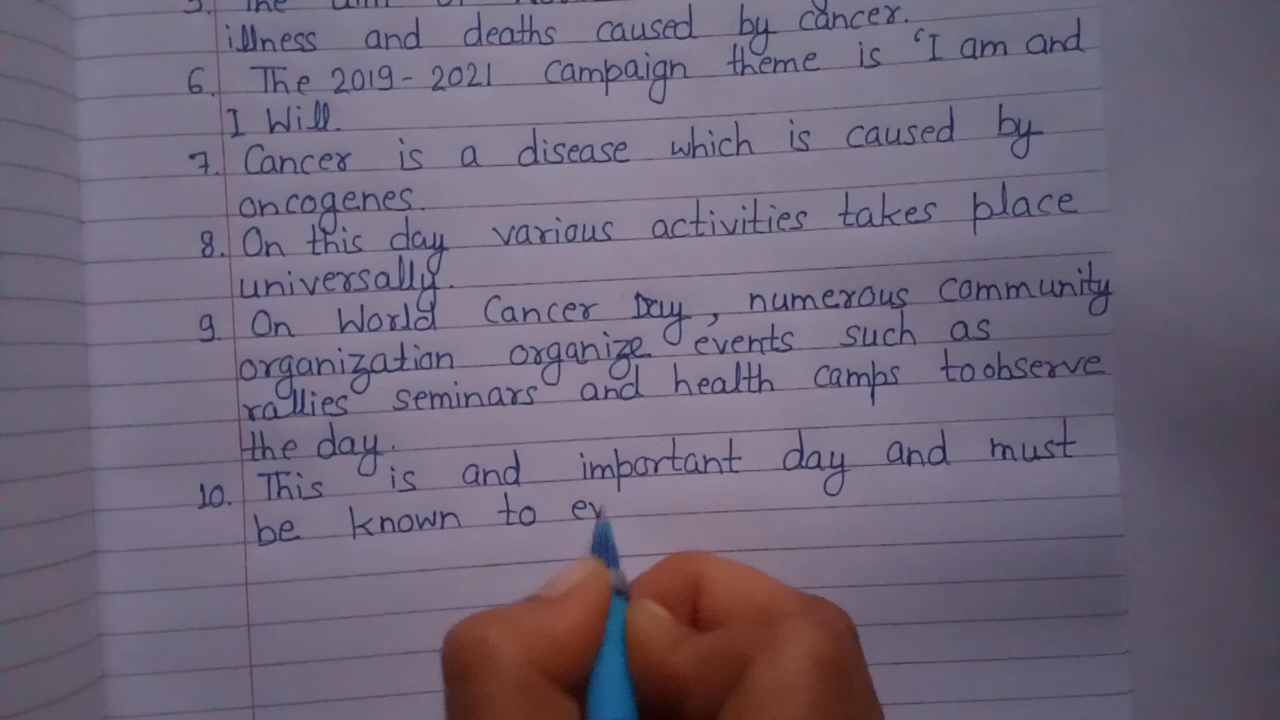 5. The
illness and deaths caused by cancer.
6. The 2019-2021 campaign theme is 'I am and
I Will.
7. Cancer is a disease which is caused by
oncogenes.
8. On this day various activities takes place
universally.
9. On World Cancer Day, numerous community
organization organize events such as
rallies seminars and health camps to observe
the day.
10. This is and important day and must
be known to ev